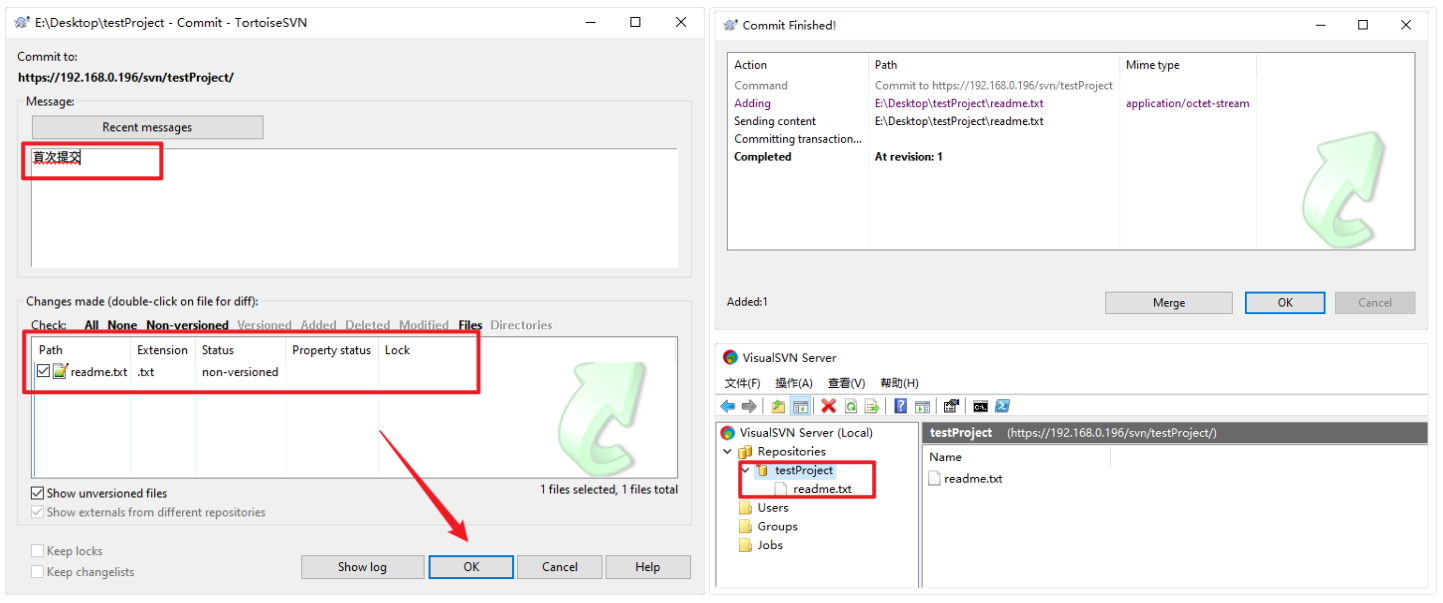 E:\Desktop\testProject - Commit - TortoiseSVN
Commit to:
https://192.168.0.196/svn/testProject/
Message:
Recent messages
首次提交
Changes made (double-click on file for diff):
Check: All None Non-versioned Versioned Added Deleted Modified Files Directories
Path Extension Status Property status Lock
readme.txt .txt non-versioned
Show unversioned files
1 files selected, 1 files total
Show externals from different repositories
Keep locks
Keep changelists
Show log OK Cancel Help
Commit Finished!
Action Path Mime type
Command Commit to https://192.168.0.196/svn/testProject
Adding E:\Desktop\testProject\readme.txt application/octet-stream
Sending content E:\Desktop\testProject\readme.txt
Committing transaction...
Completed At revision: 1
Added:1
Merge OK Cancel
VisualSVN Server
文件(F) 操作(A) 查看(V) 帮助(H)
VisualSVN Server (Local)
Repositories
testProject
readme.txt
Users
Groups
Jobs
testProject (https://192.168.0.196/svn/testProject/)
Name
readme.txt